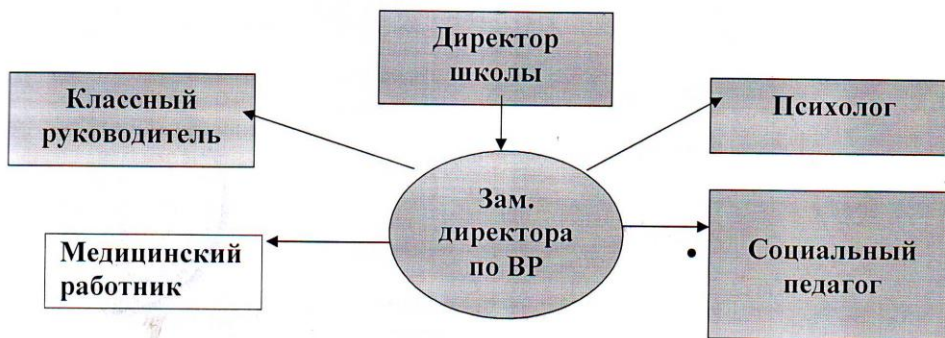 Директор
школы
Классный
руководитель
Психолог
Зам.
директора
по ВР
Медицинский
работник
Социальный
педагог